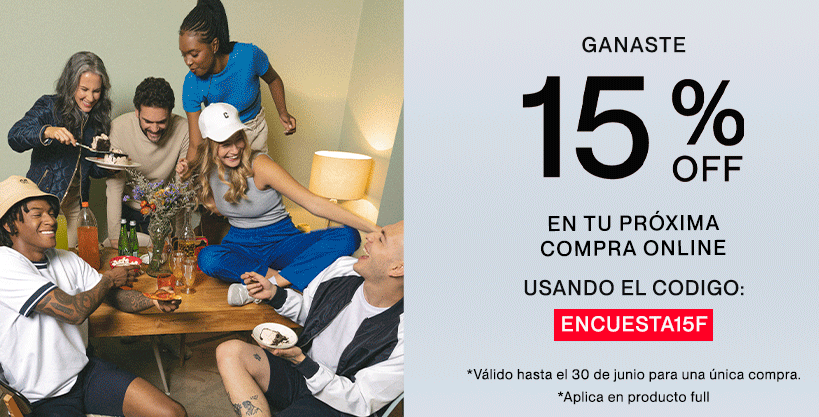 GANASTE
15% OFF
EN TU PRÓXIMA
COMPRA ONLINE
USANDO EL CODIGO:
ENCUESTA15F
*Válido hasta el 30 de junio para una única compra.
*Aplica en producto full